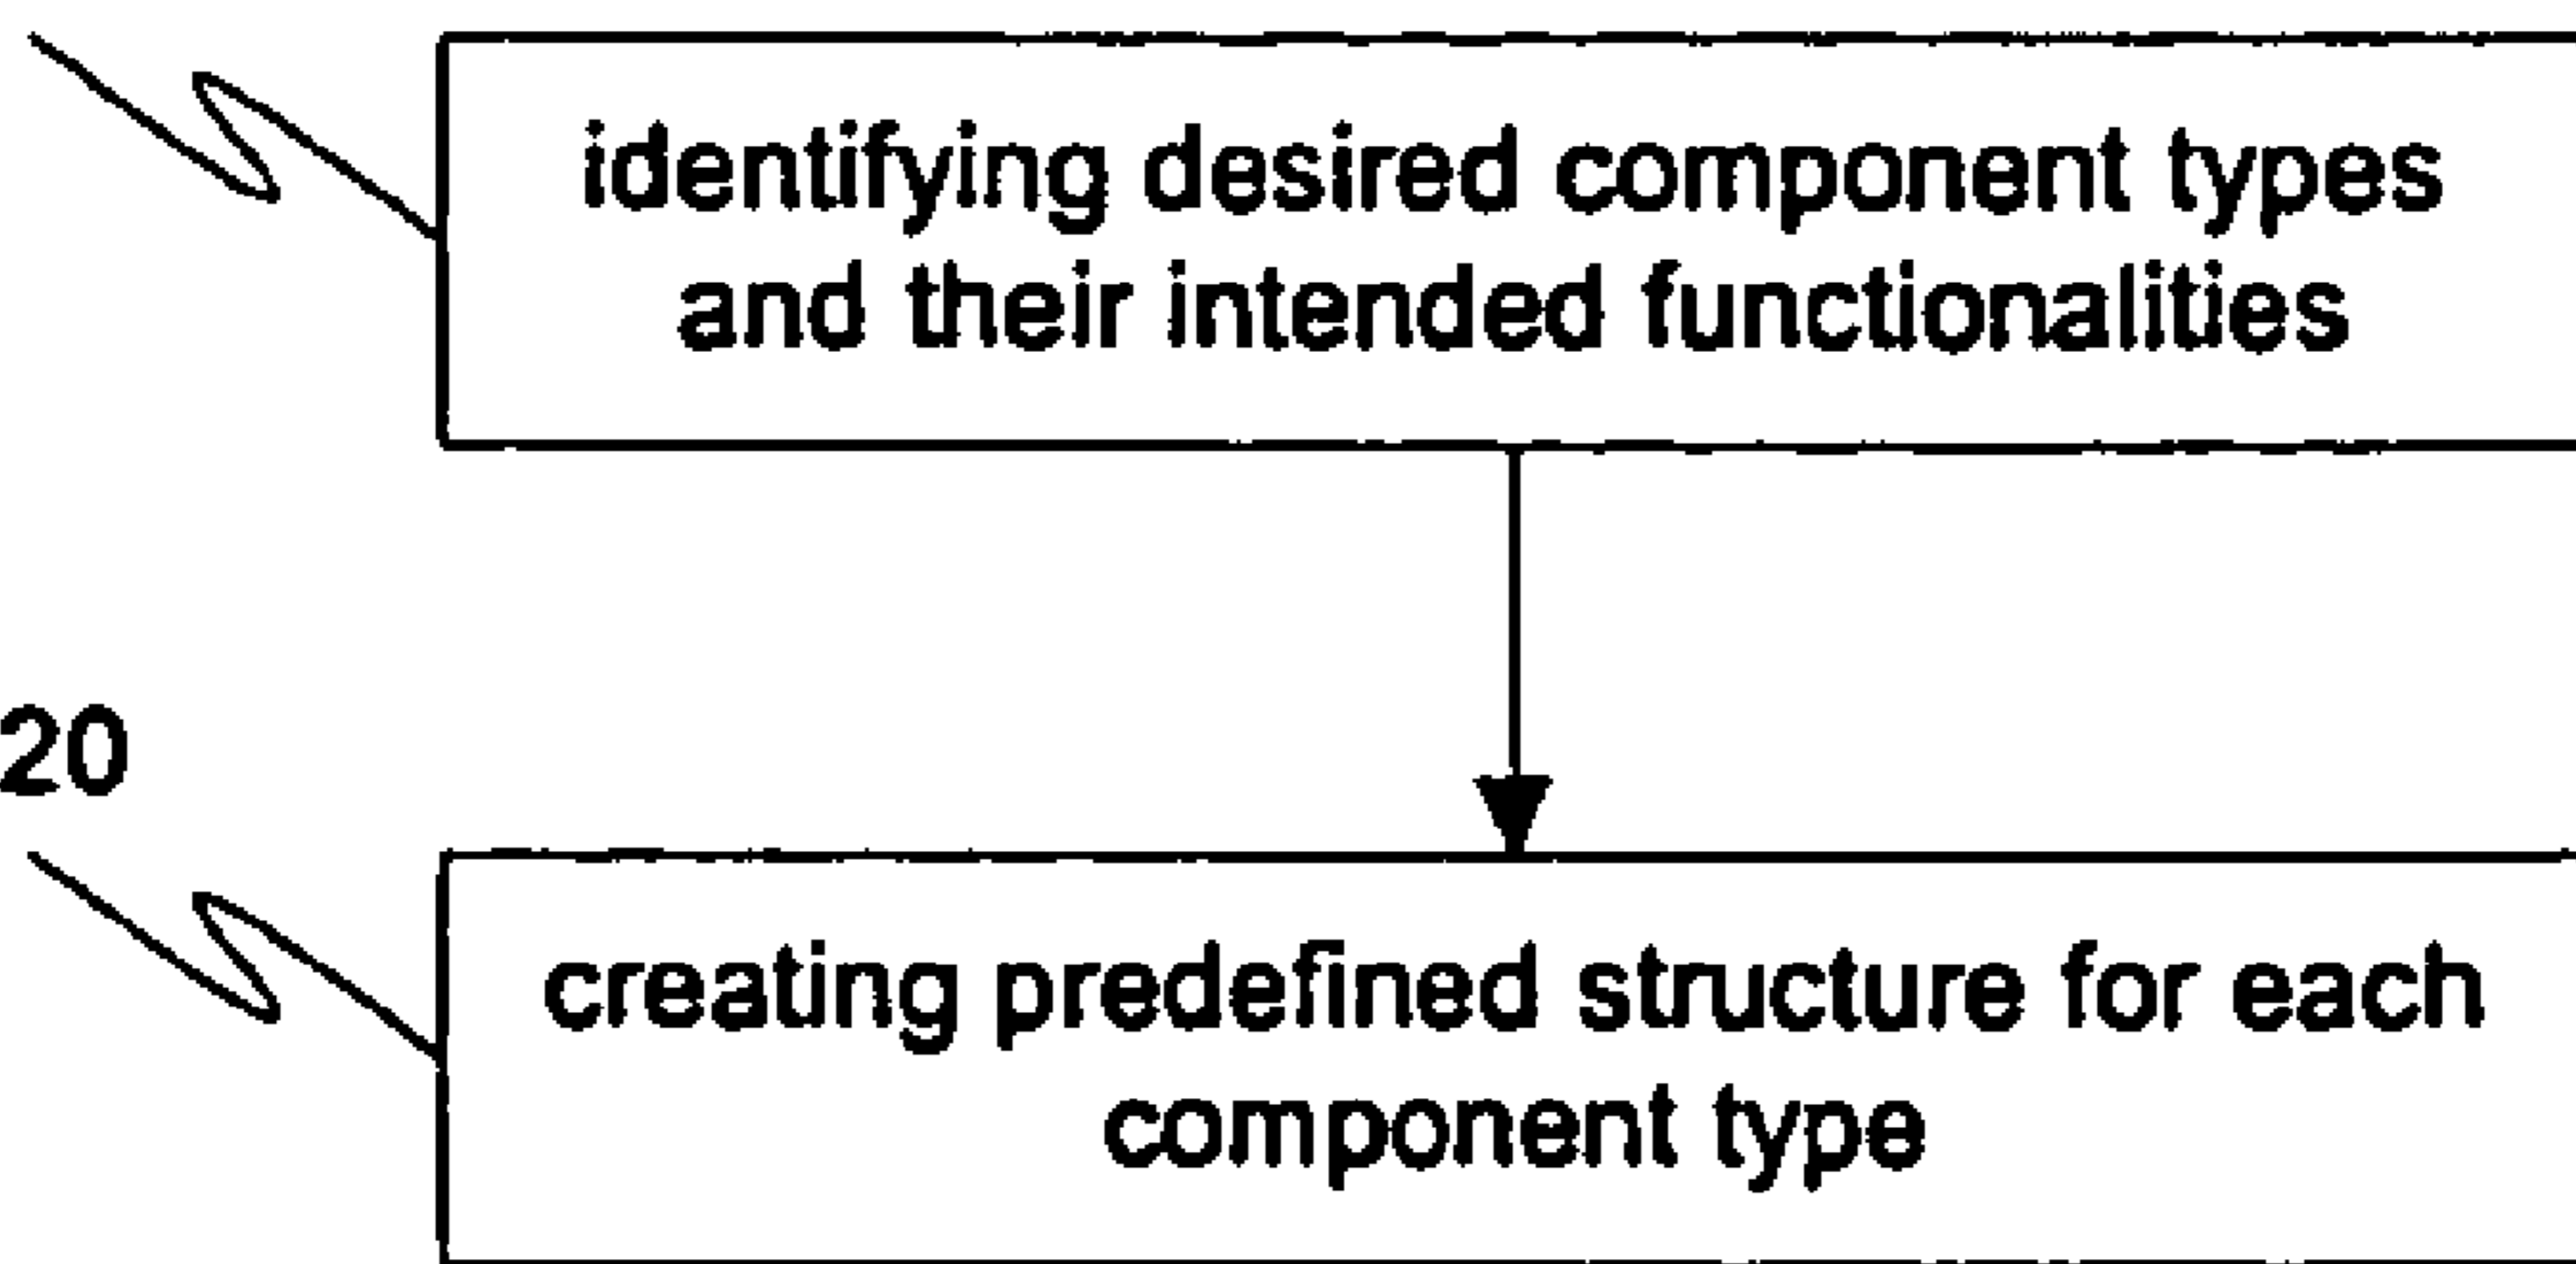 identifying desired component types
and their intended functionalities
20
creating predefined structure for each
component type